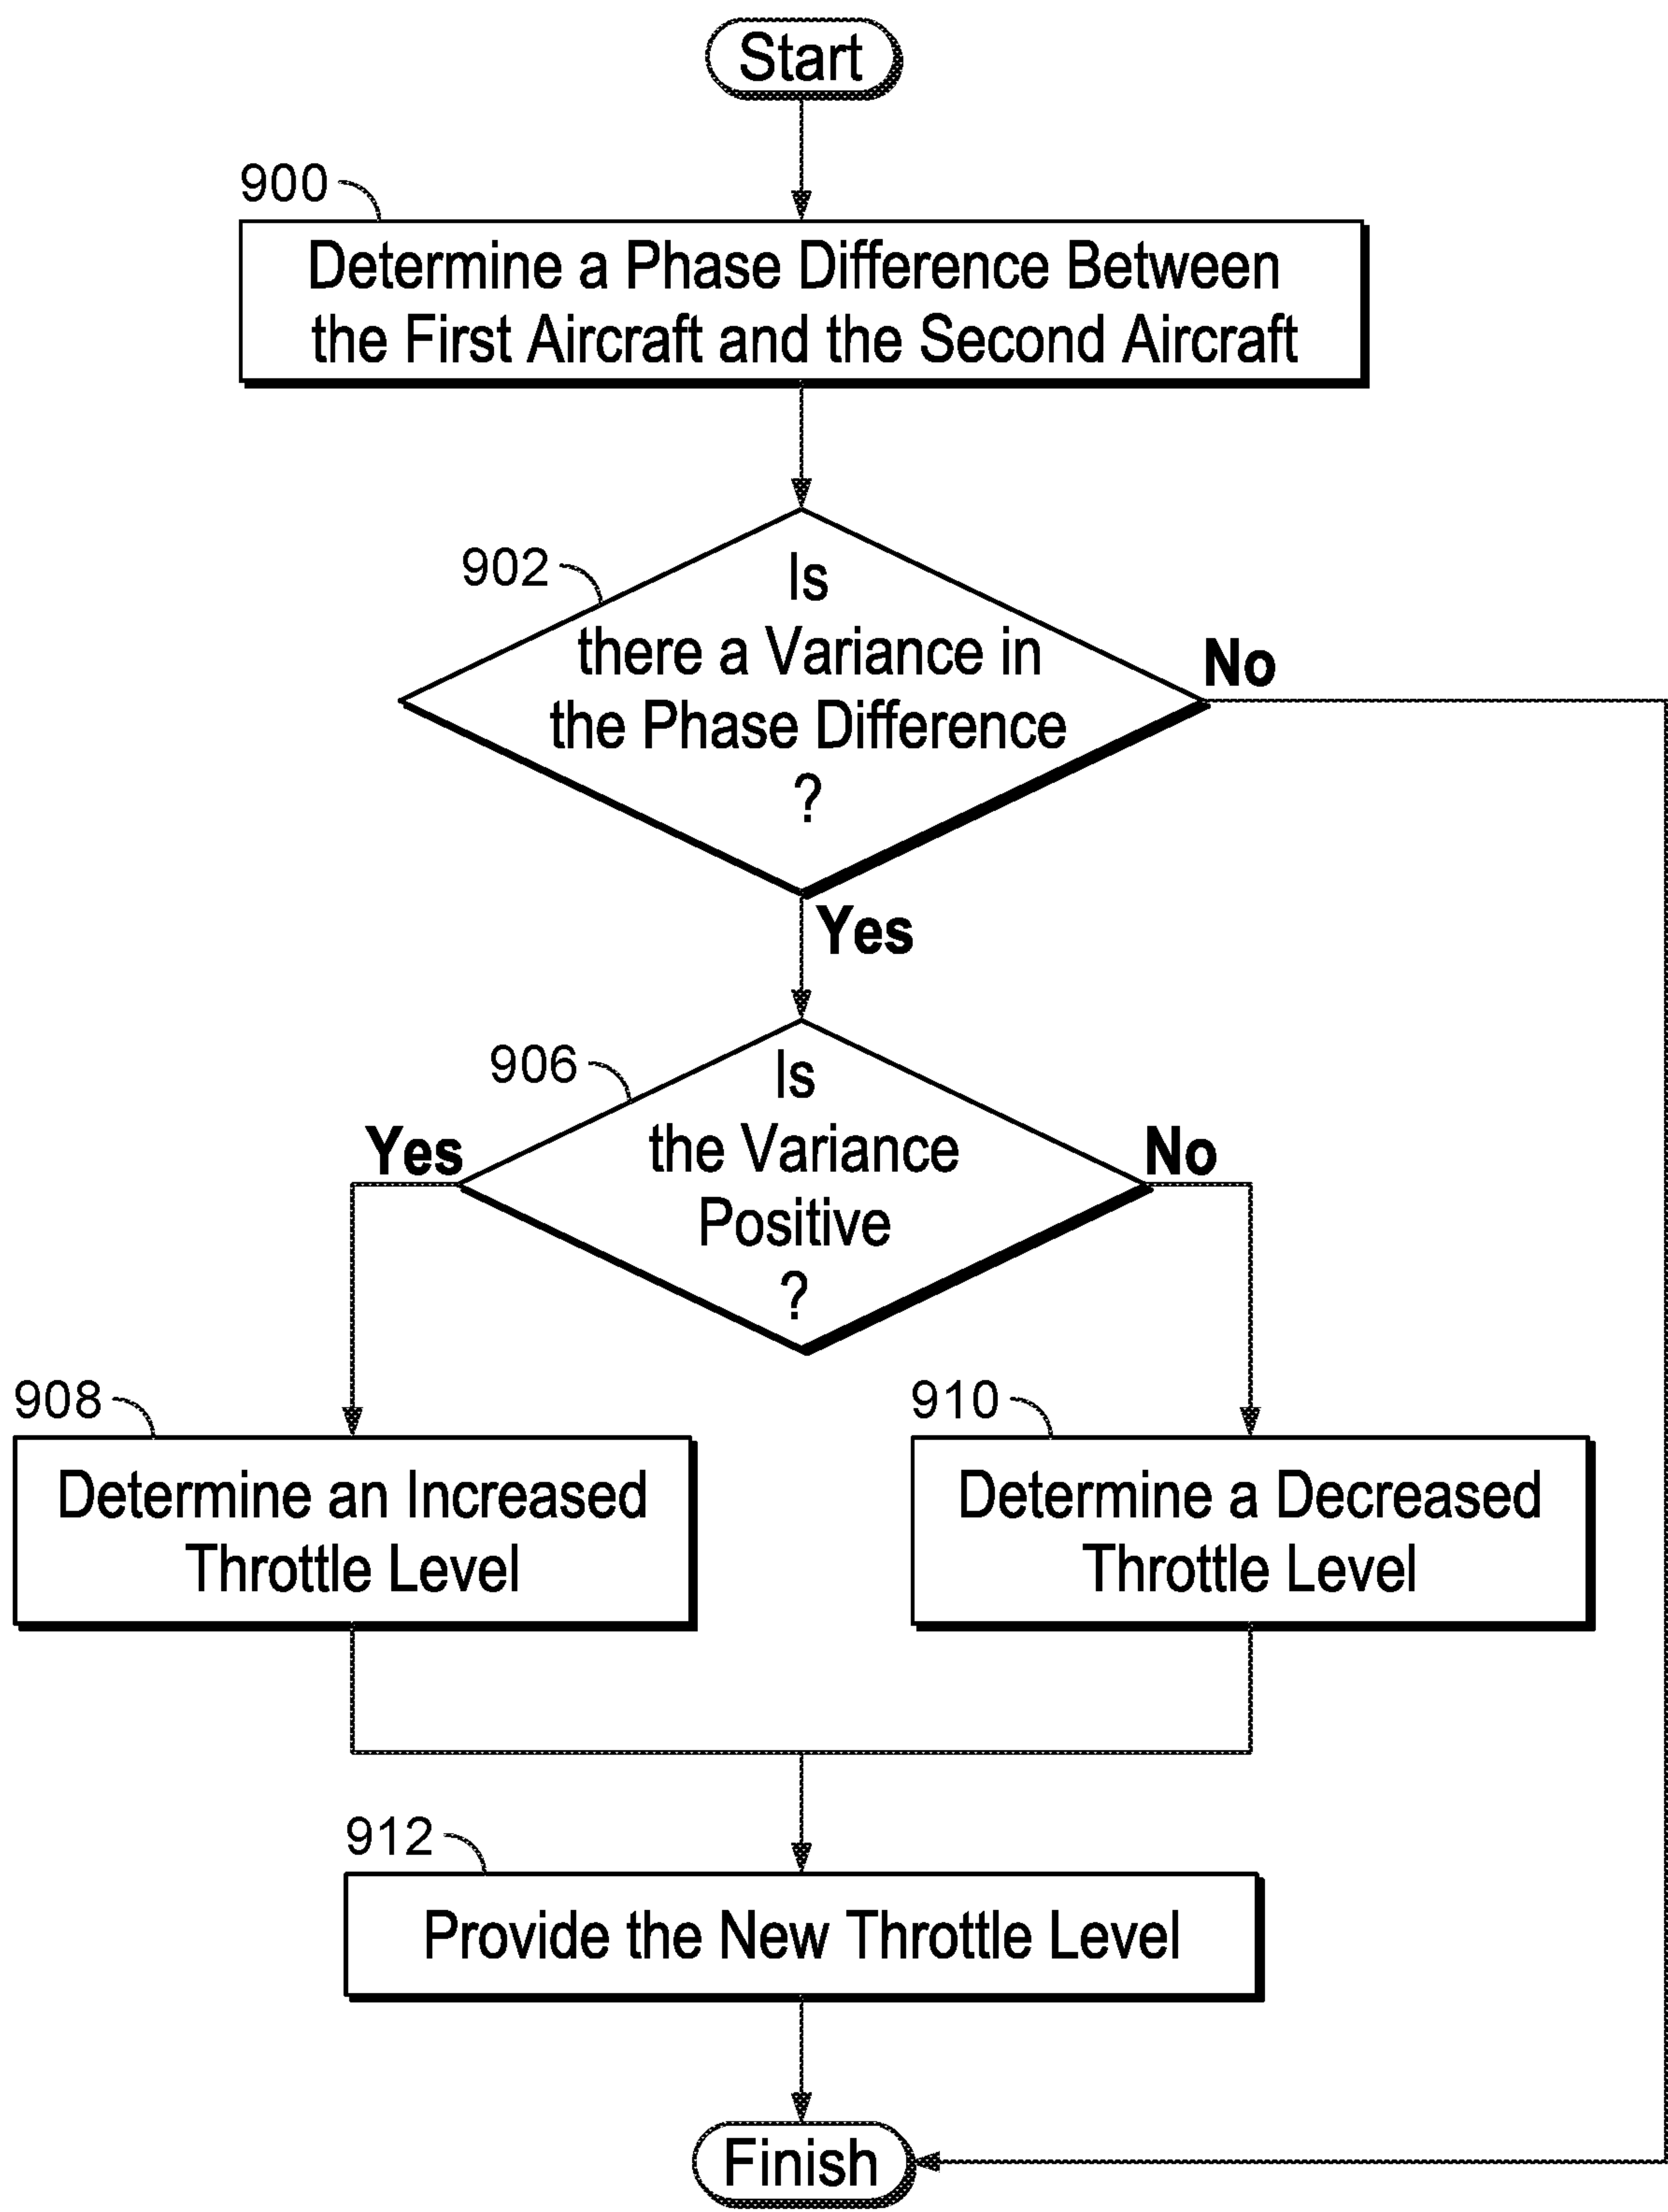 Start
900
Determine a Phase Difference Between
the First Aircraft and the Second Aircraft
902
Is
there a Variance in
the Phase Difference
?
No
Yes
906
Is
the Variance
Positive
?
Yes
No
908
Determine an Increased
Throttle Level
910
Determine a Decreased
Throttle Level
912
Provide the New Throttle Level
Finish